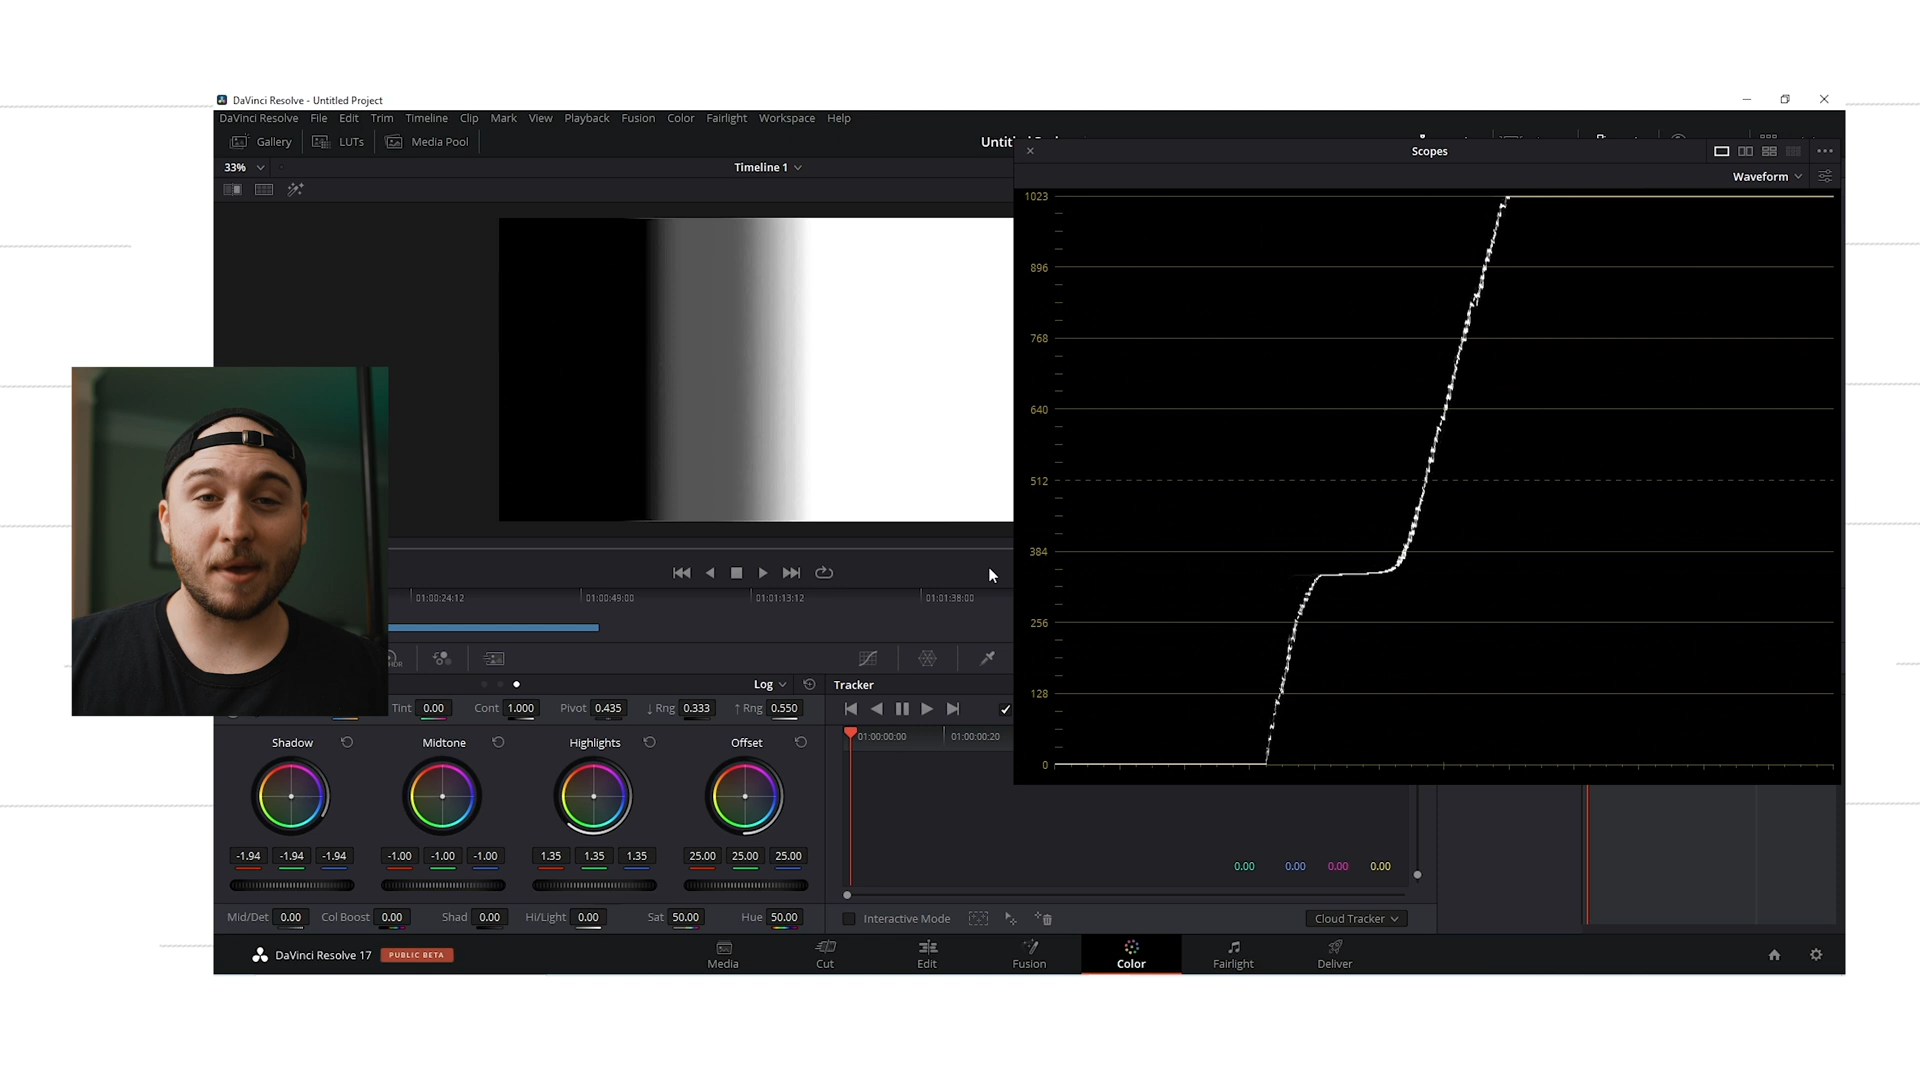 DaVinci Resolve - Untitled Project
DaVinci Resolve File Edit Trim Timeline Clip Mark View Playback Fusion Color Fairlight Workspace Help
Gallery LUTs Media Pool
Scopes
33% Timeline 1
Waveform
1023
896
768
640
512
384
256
128
0
01:00:24:12 01:00:49:00 01:01:13:12 01:01:38:00
Log Tracker
Tint 0.00 Cont 1.000 Pivot 0.435 ↓ Rng 0.333 ↑ Rng 0.550
01:00:00:00 01:00:00:20
Shadow Midtone Highlights Offset
-1.94 -1.94 -1.94 -1.00 -1.00 -1.00 1.35 1.35 1.35 25.00 25.00 25.00
0.00 0.00 0.00 0.00
Mid/Det 0.00 Col Boost 0.00 Shad 0.00 Hi/Light 0.00 Sat 50.00 Hue 50.00
Interactive Mode Cloud Tracker
DaVinci Resolve 17 PUBLIC BETA
Media Cut Edit Fusion Color Fairlight Deliver